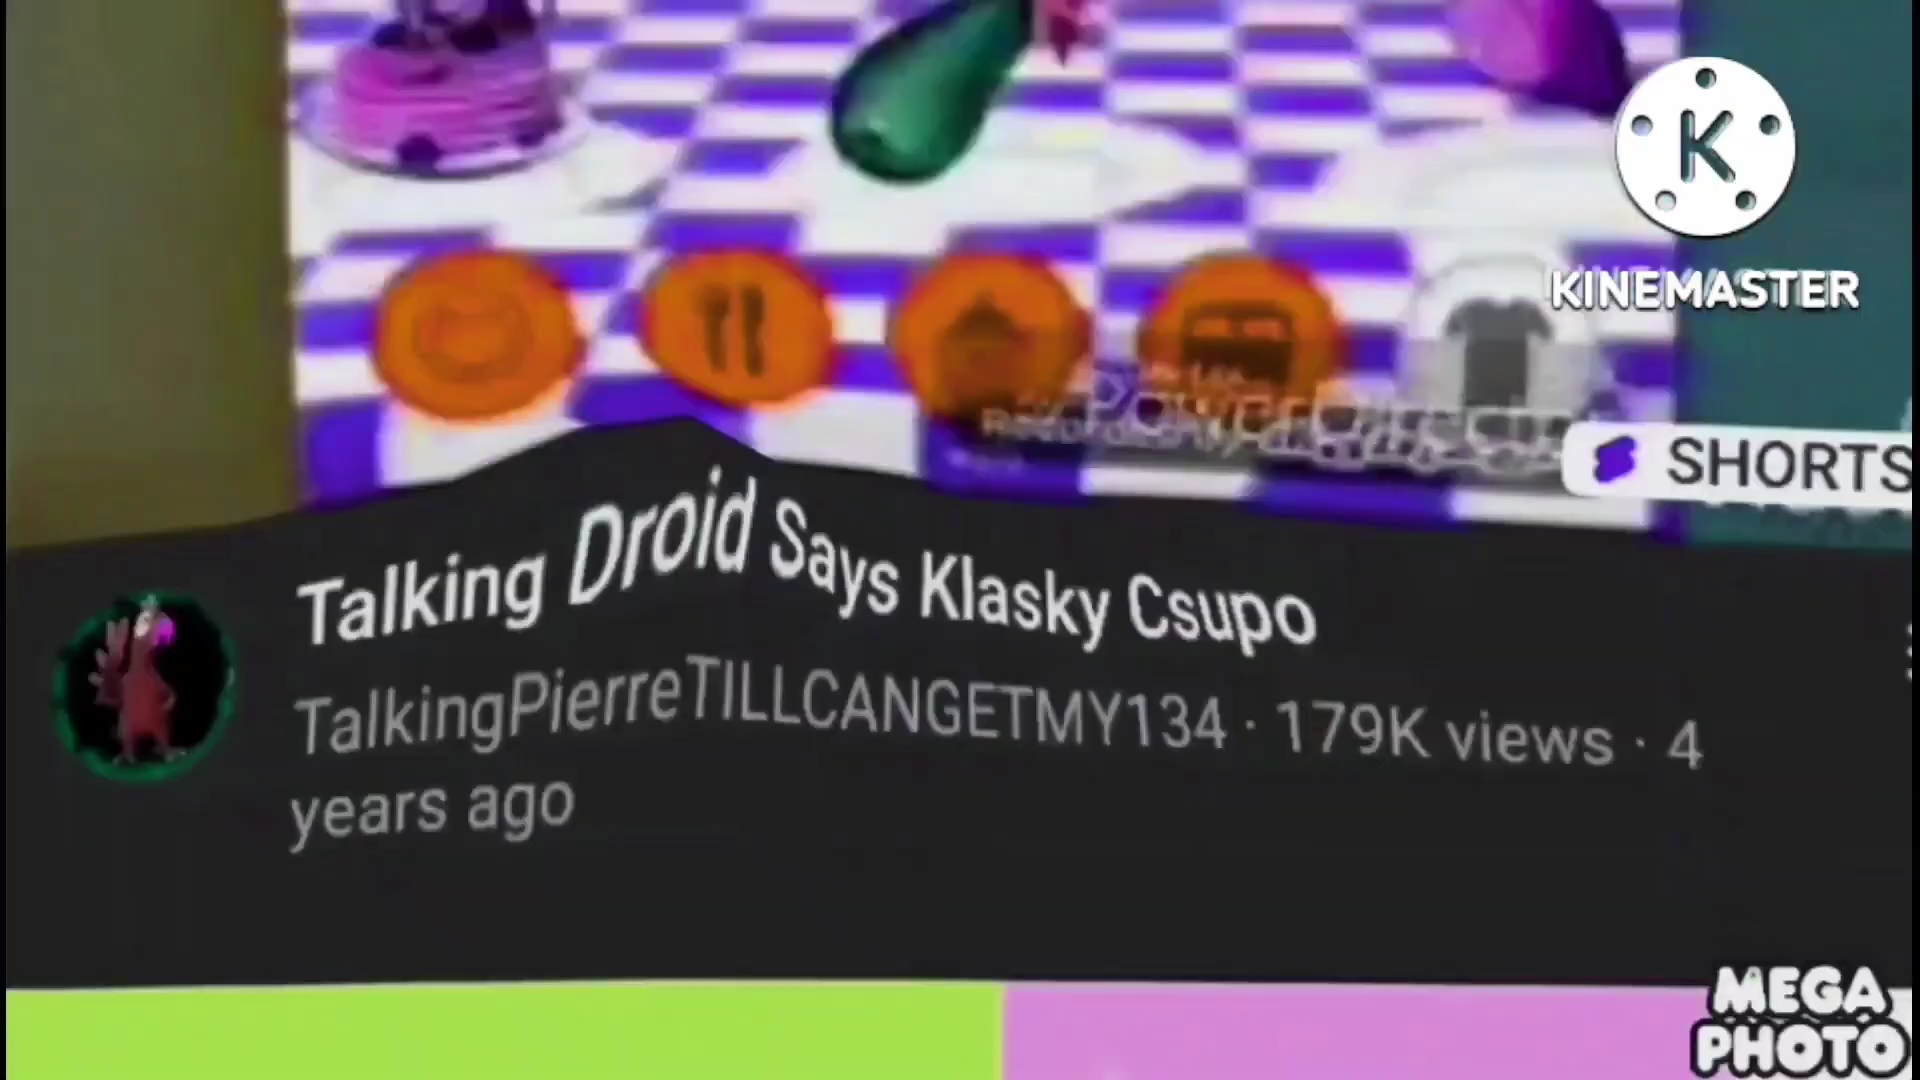 K
KINEMASTER
SHORTS
Talking Droid Says Klasky Csupo
TalkingPierreTILLCANGETMY134 · 179K views · 4
years ago
MEGA
PHOTO